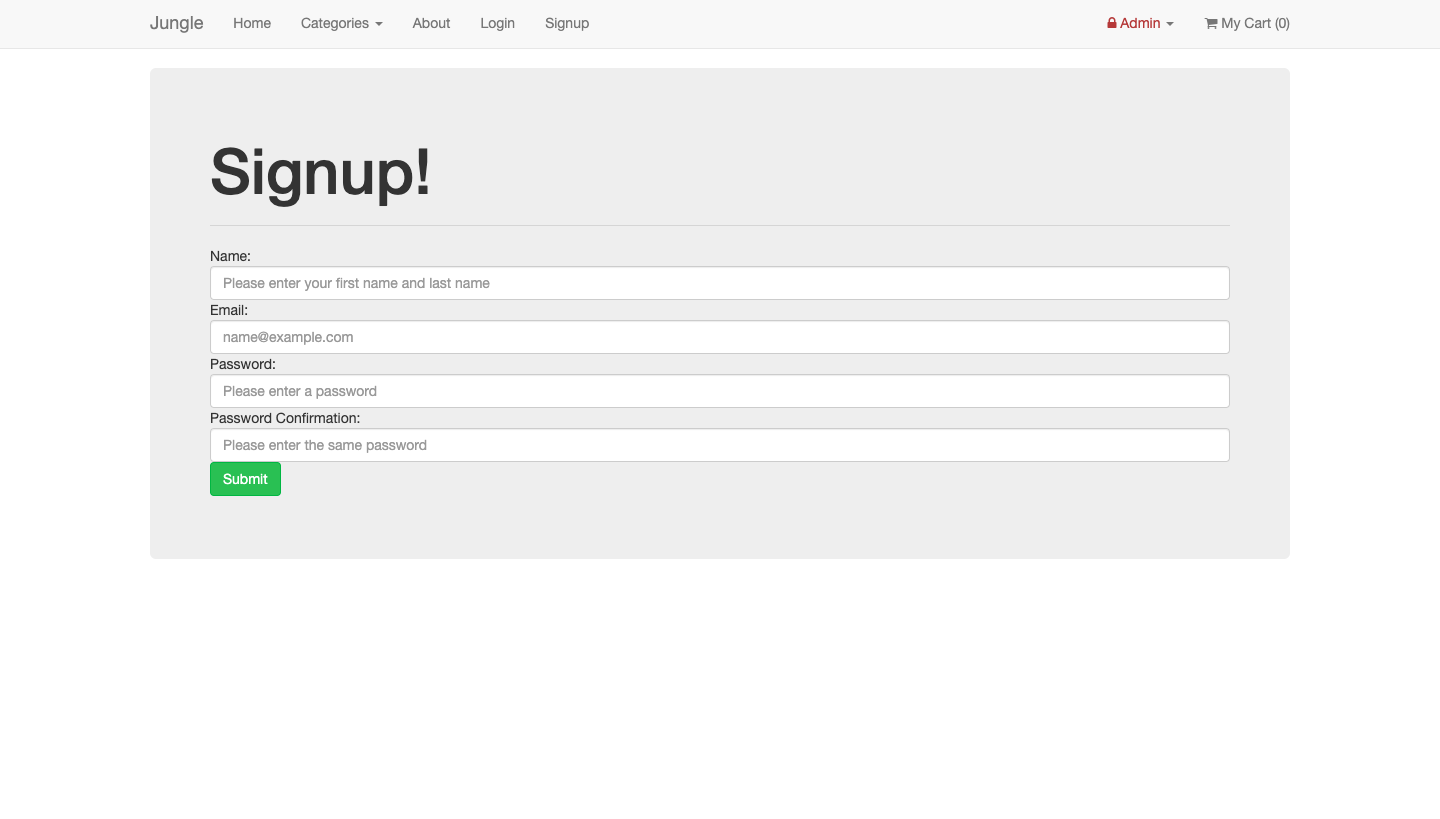 Jungle Home Categories About Login Signup Admin My Cart (0)
Signup!
Name:
Please enter your first name and last name
Email:
name@example.com
Password:
Please enter a password
Password Confirmation:
Please enter the same password
Submit